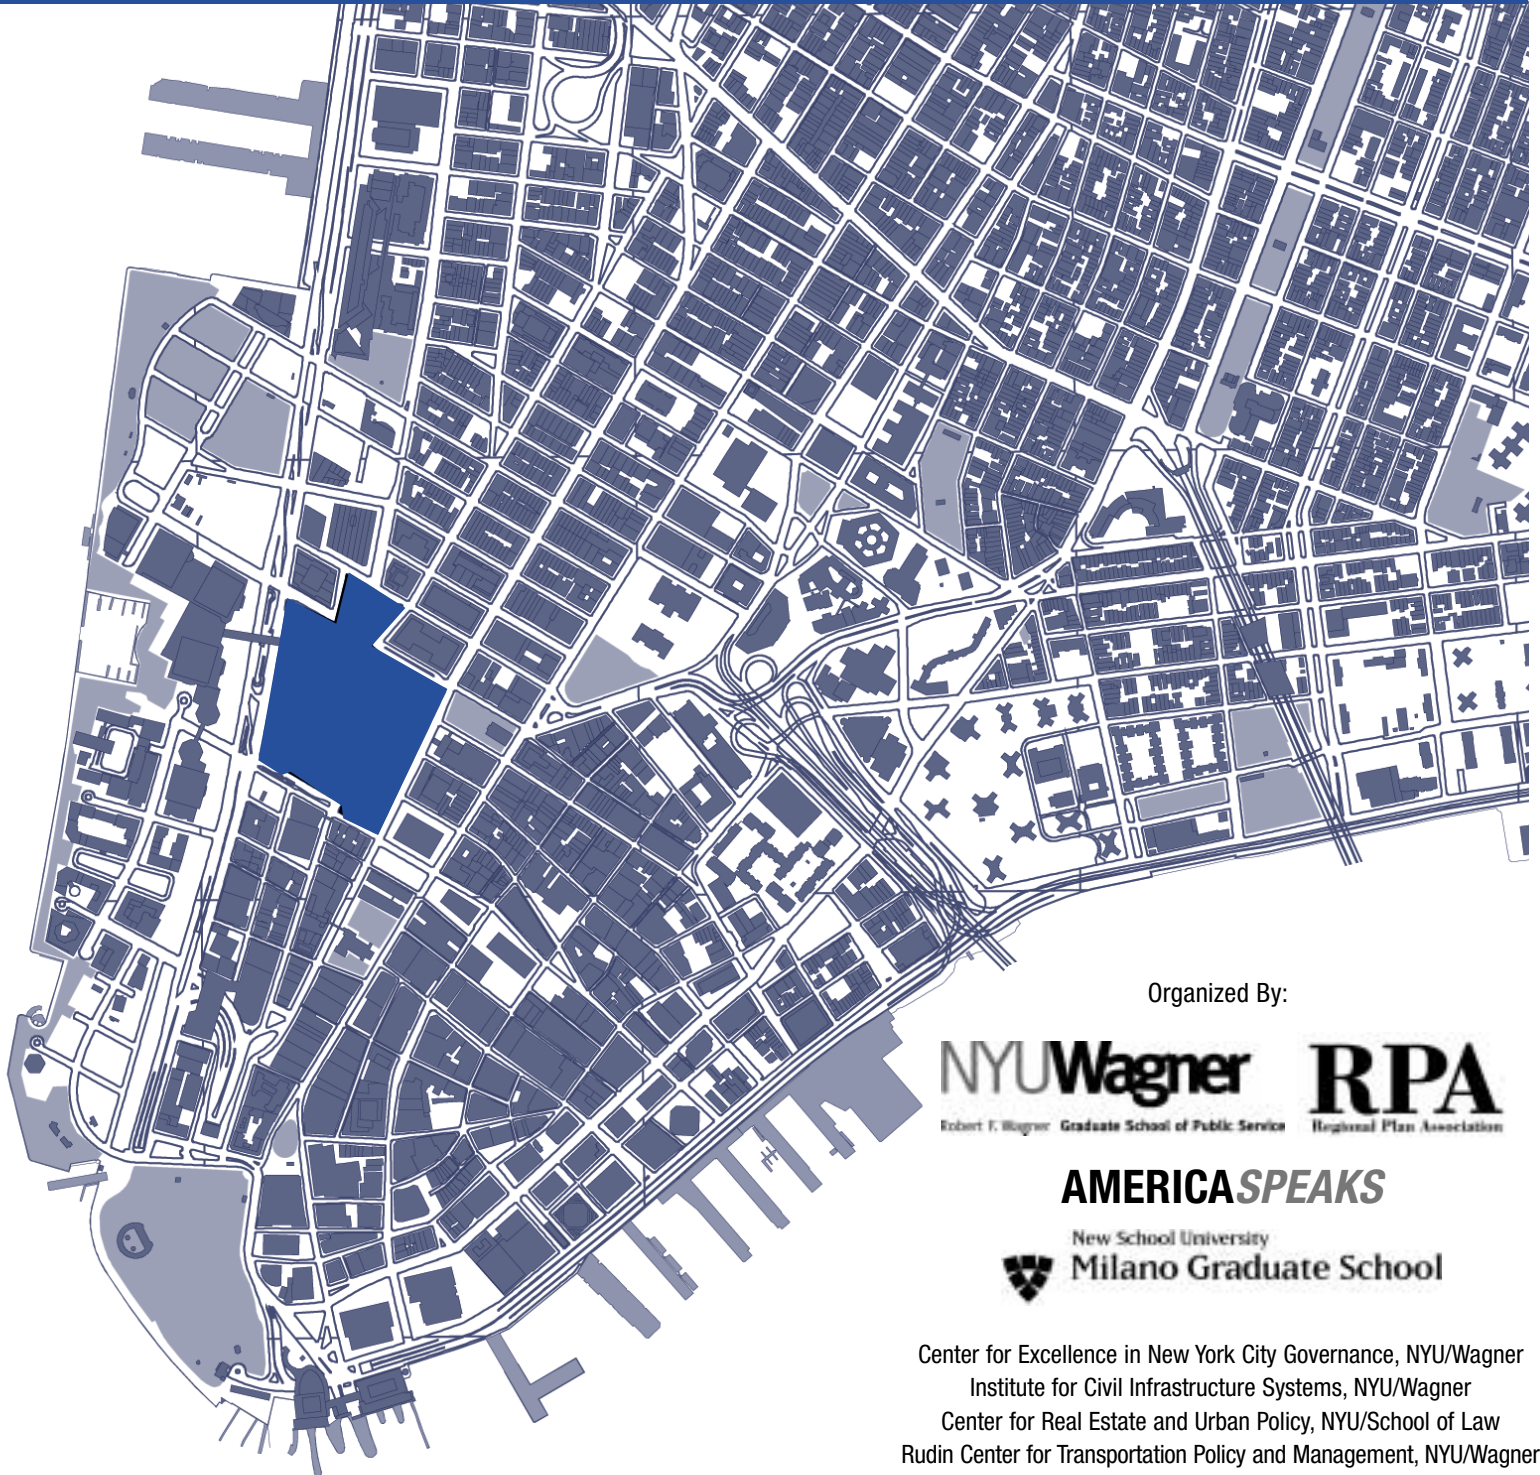 Organized By:
NYUWagner
Robert F. Wagner Graduate School of Public Service
RPA
Regional Plan Association
AMERICASPEAKS
New School University
Milano Graduate School
Center for Excellence in New York City Governance, NYU/Wagner
Institute for Civil Infrastructure Systems, NYU/Wagner
Center for Real Estate and Urban Policy, NYU/School of Law
Rudin Center for Transportation Policy and Management, NYU/Wagner